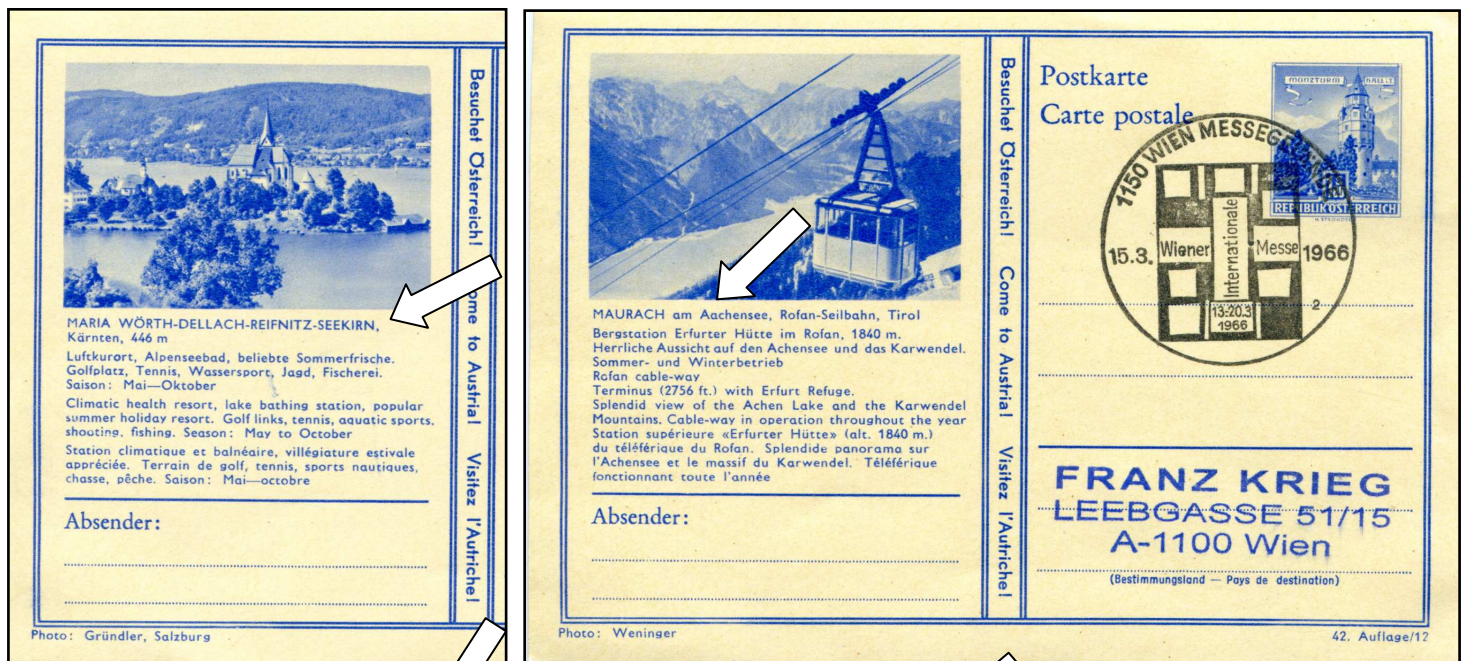 MARIA WÖRTH-DELLACH-REIFNITZ-SEEKIRN,
Kärnten, 446 m
Luftkurort, Alpenseebad, beliebte Sommerfrische.
Golfplatz, Tennis, Wassersport, Jagd, Fischerei.
Saison: Mai—Oktober
Climatic health resort, lake bathing station, popular
summer holiday resort. Golf links, tennis, aquatic sports,
shooting, fishing. Season: May to October
Station climatique et balnéaire, villégiature estivale
appréciée. Terrain de golf, tennis, sports nautiques,
chasse, pêche. Saison: Mai—octobre
Absender:
Besuchet Österreich! Come to Austria! Visitez l'Autriche!
Photo: Gründler, Salzburg
MAURACH am Aachensee, Rofan-Seilbahn, Tirol
Bergstation Erfurter Hütte im Rofan, 1840 m.
Herrliche Aussicht auf den Achensee und das Karwendel.
Sommer- und Winterbetrieb
Rofan cable-way
Terminus (2756 ft.) with Erfurt Refuge.
Splendid view of the Achen Lake and the Karwendel
Mountains. Cable-way in operation throughout the year
Station supérieure «Erfurter Hütte» (alt. 1840 m.)
du téléférique du Rofan. Splendide panorama sur
l'Achensee et le massif du Karwendel. Téléférique
fonctionnant toute l'année
Absender:
Besuchet Österreich! Come to Austria! Visitez l'Autriche!
Photo: Weninger
Postkarte
Carte postale
MÜNZTURM HALL i. T.
REPUBLIK ÖSTERREICH
1150 WIEN
15.3. 1966
Wiener Internationale Messe
13.-20.3
1966
2
FRANZ KRIEG
LEEBGASSE 51/15
A-1100 Wien
(Bestimmungsland — Pays de destination)
42. Auflage/12